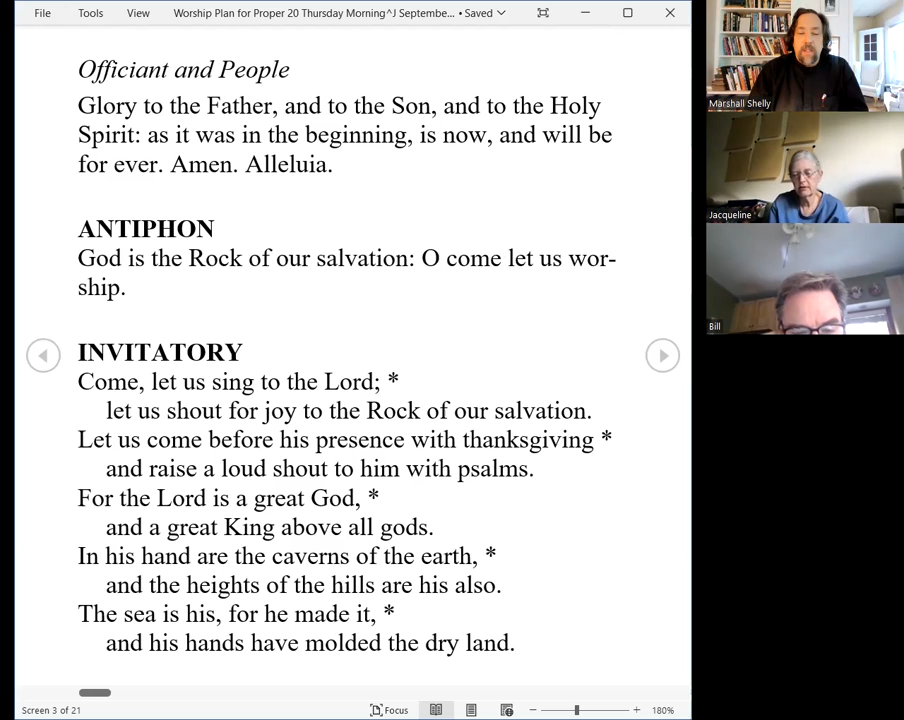 File Tools View Worship Plan for Proper 20 Thursday Morning^J Septembe... • Saved
Officiant and People
Glory to the Father, and to the Son, and to the Holy
Spirit: as it was in the beginning, is now, and will be
for ever. Amen. Alleluia.
ANTIPHON
God is the Rock of our salvation: O come let us wor-
ship.
INVITATORY
Come, let us sing to the Lord; *
let us shout for joy to the Rock of our salvation.
Let us come before his presence with thanksgiving *
and raise a loud shout to him with psalms.
For the Lord is a great God, *
and a great King above all gods.
In his hand are the caverns of the earth, *
and the heights of the hills are his also.
The sea is his, for he made it, *
and his hands have molded the dry land.
Screen 3 of 21 Focus 180%
Marshall Shelly
Jacqueline
Bill